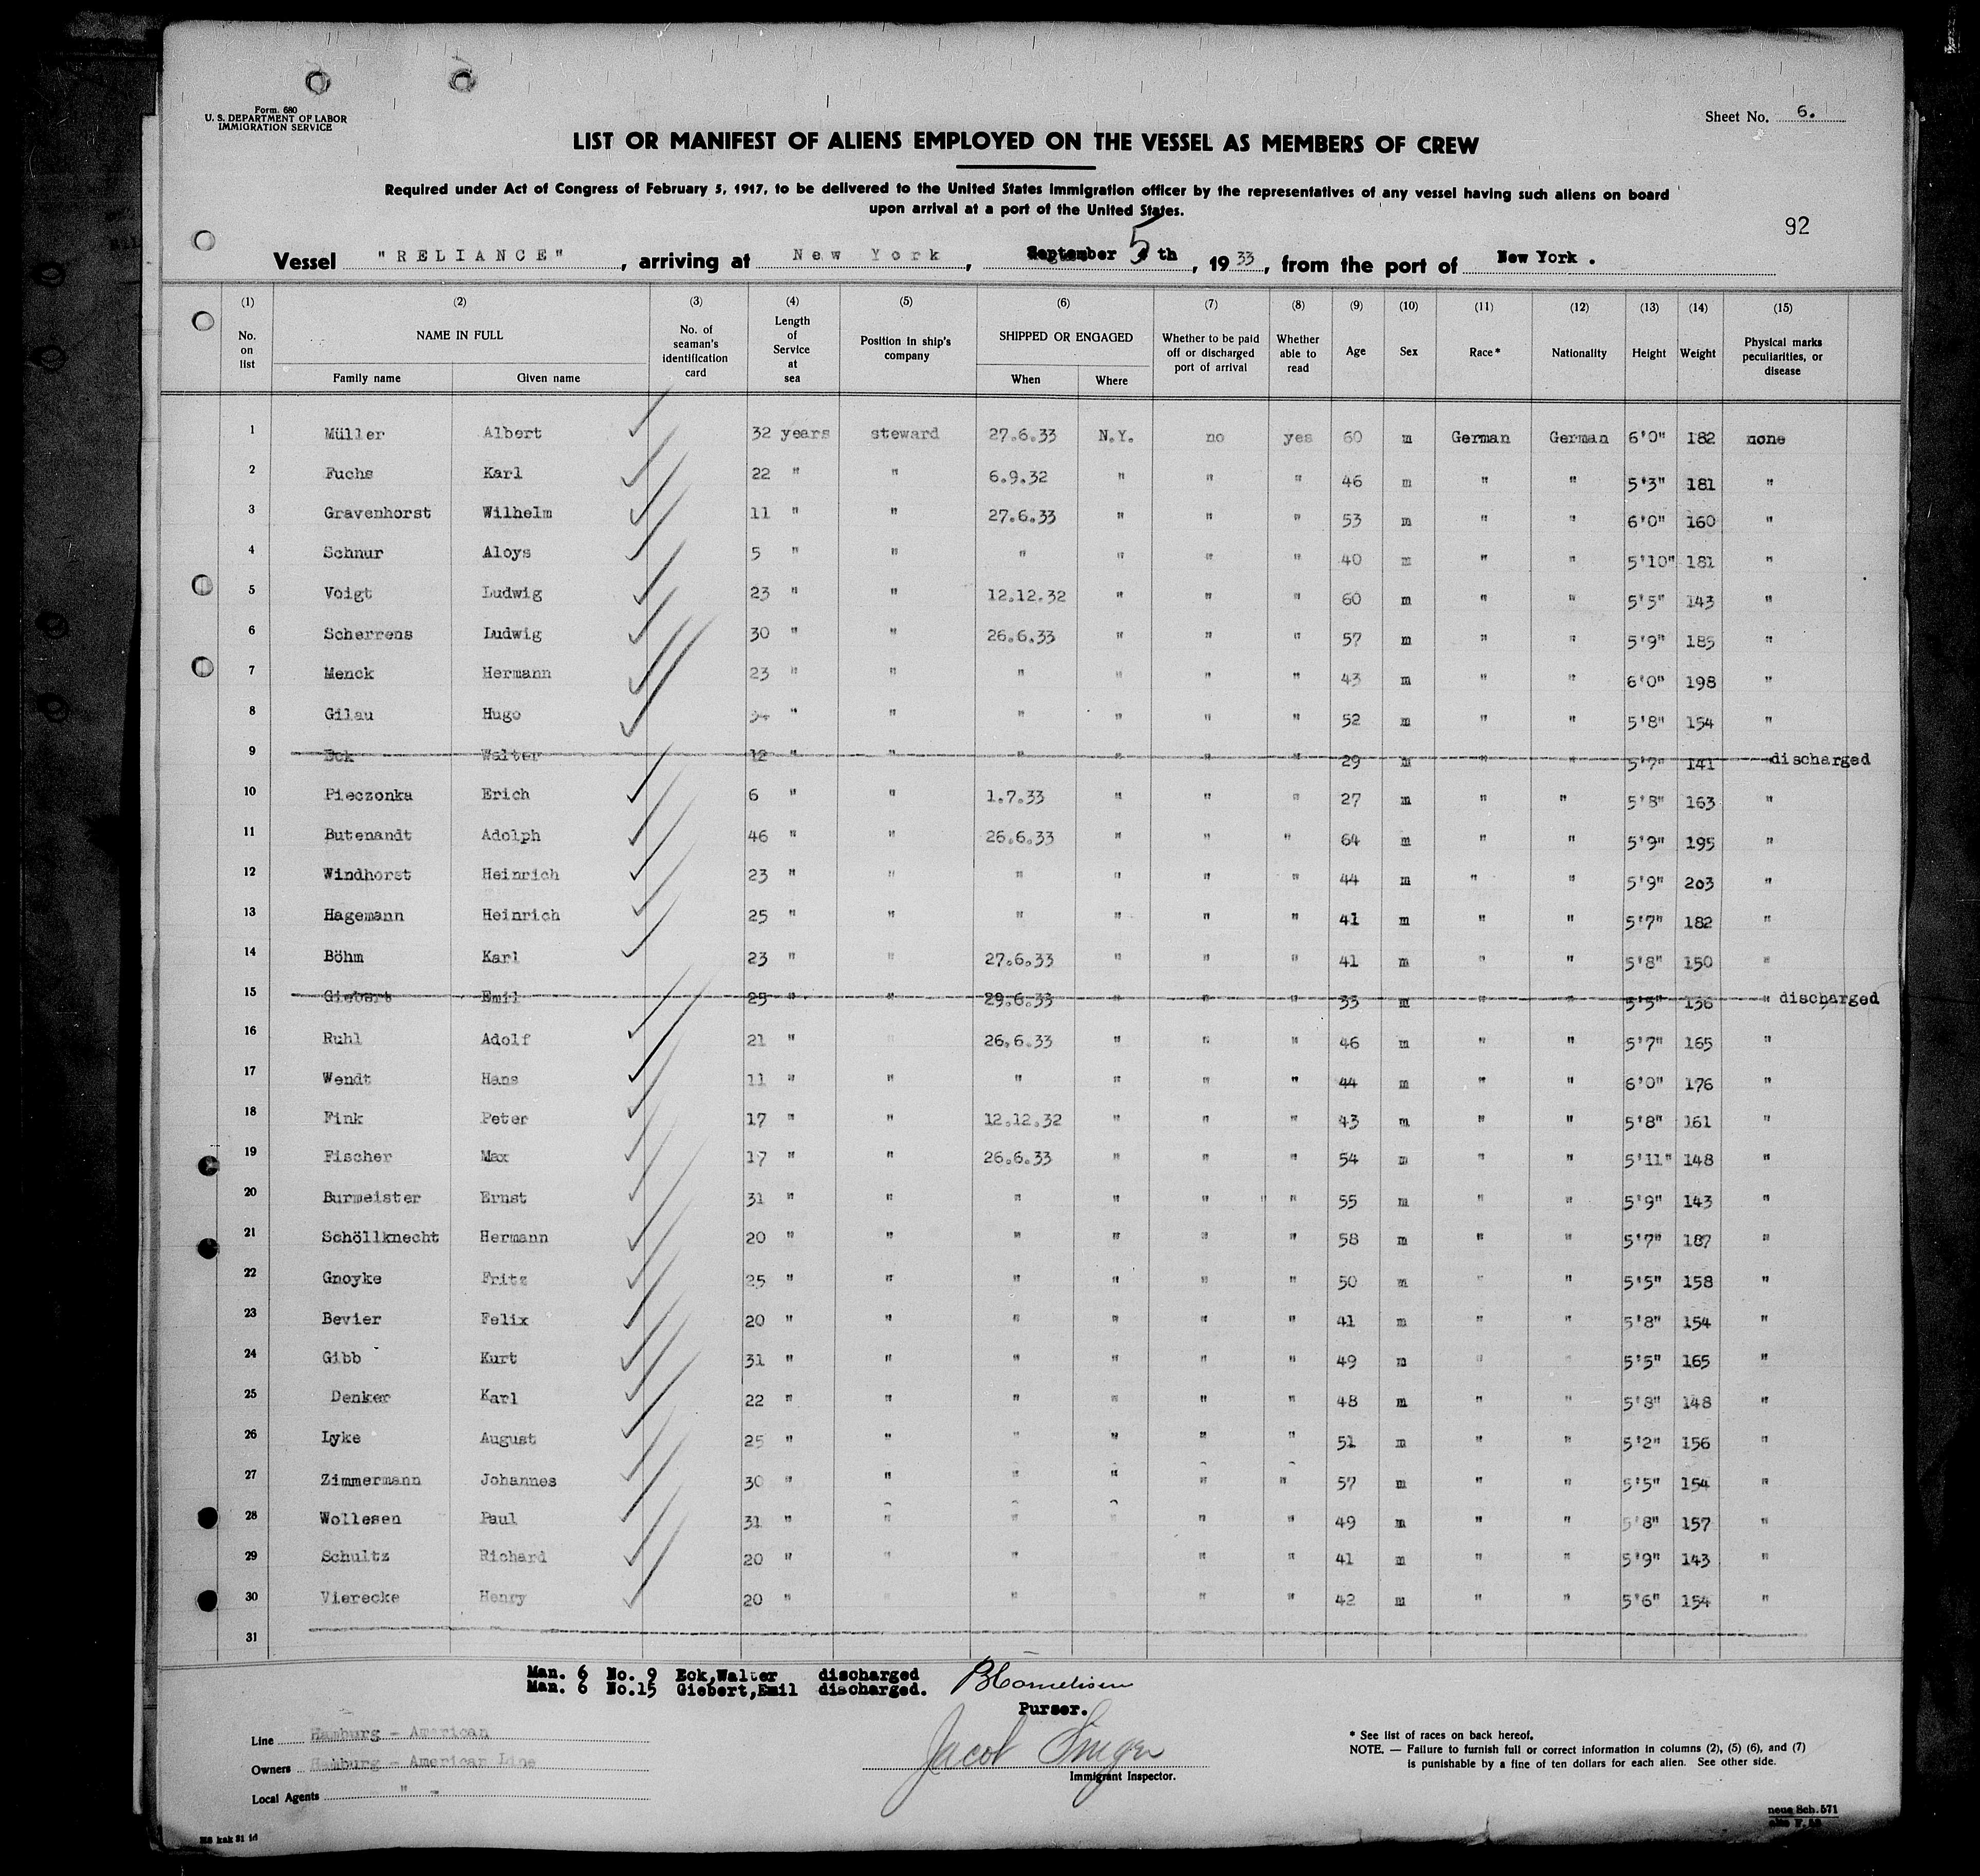 Form. 680
U. S. DEPARTMENT OF LABOR
IMMIGRATION SERVICE
Sheet No. 6.
LIST OR MANIFEST OF ALIENS EMPLOYED ON THE VESSEL AS MEMBERS OF CREW
Required under Act of Congress of February 5, 1917, to be delivered to the United States Immigration officer by the representatives of any vessel having such aliens on board
upon arrival at a port of the United States.
92
Vessel "RELIANCE", arriving at New York, September 5 th, 1933, from the port of New York.
(1) (2) (3) (4) (5) (6) (7) (8) (9) (10) (11) (12) (13) (14) (15)
No. on list NAME IN FULL Family name Given name No. of seaman's identification card Length of Service at sea Position in ship's company SHIPPED OR ENGAGED When Where Whether to be paid off or discharged port of arrival Whether able to read Age Sex Race* Nationality Height Weight Physical marks peculiarities, or disease
1 Müller Albert 32 years steward 27.6.33 N.Y. no yes 60 m German German 6'0" 182 none
2 Fuchs Karl 22 " " 6.9.32 " " " 46 m " " 5'3" 181 "
3 Gravenhorst Wilhelm 11 " " 27.6.33 " " " 53 m " " 6'0" 160 "
4 Schnur Aloys 5 " " " " " " 40 m " " 5'10" 181 "
5 Voigt Ludwig 23 " " 12.12.32 " " " 60 m " " 5'5" 143 "
6 Scherrens Ludwig 30 " " 26.6.33 " " " 57 m " " 5'9" 185 "
7 Menck Hermann 23 " " " " " " 43 m " " 6'0" 198 "
8 Gilau Hugo 34 " " " " " " 52 m " " 5'8" 154 "
9 Eck Walter 12 " " " " " " 29 m " " 5'7" 141 " discharged
10 Pieczonka Erich 6 " " 1.7.33 " " " 27 m " " 5'8" 163 "
11 Butenandt Adolph 46 " " 26.6.33 " " " 64 m " " 5'9" 195 "
12 Windhorst Heinrich 23 " " " " " " 44 m " " 5'9" 203 "
13 Hagemann Heinrich 25 " " " " " " 41 m " " 5'7" 182 "
14 Böhm Karl 23 " " 27.6.33 " " " 41 m " " 5'8" 150 "
15 Giebert Emil 25 " " 29.6.33 " " " 33 m " " 5'5" 136 " discharged
16 Ruhl Adolf 21 " " 26.6.33 " " " 46 m " " 5'7" 165 "
17 Wendt Hans 11 " " " " " " 44 m " " 6'0" 176 "
18 Fink Peter 17 " " 12.12.32 " " " 43 m " " 5'8" 161 "
19 Fischer Max 17 " " 26.6.33 " " " 54 m " " 5'11" 148 "
20 Burmeister Ernst 31 " " " " " " 55 m " " 5'9" 143 "
21 Schöllknecht Hermann 20 " " " " " " 58 m " " 5'7" 187 "
22 Gnoyke Fritz 25 " " " " " " 50 m " " 5'5" 158 "
23 Bevier Felix 20 " " " " " " 41 m " " 5'8" 154 "
24 Gibb Kurt 31 " " " " " " 49 m " " 5'5" 165 "
25 Denker Karl 22 " " " " " " 48 m " " 5'8" 148 "
26 Lyke August 25 " " " " " " 51 m " " 5'2" 156 "
27 Zimmermann Johannes 30 " " " " " " 57 m " " 5'5" 154 "
28 Wollesen Paul 31 " " " " " " 49 m " " 5'8" 157 "
29 Schultz Richard 20 " " " " " 41 m " " 5'9" 143 "
30 Vierecke Henry 20 " " " " " " 42 m " " 5'6" 154 "
31
Man. 6 No. 9 Eck,Walter discharged
Man. 6 No.15 Giebert,Emil discharged.
BCornelisen
Purser.
Line Hamburg - American
Owners Hamburg - American Line
Local Agents " -
Jacob
Immigrant Inspector.
* See list of races on back hereof.
NOTE. — Failure to furnish full or correct information in columns (2), (5) (6), and (7)
is punishable by a fine of ten dollars for each alien. See other side.
neue Sch. 571